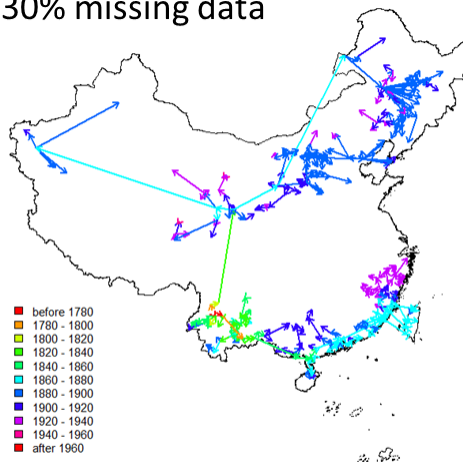 30% missing data
before 1780
1780 - 1800
1800 - 1820
1820 - 1840
1840 - 1860
1860 - 1880
1880 - 1900
1900 - 1920
1920 - 1940
1940 - 1960
after 1960